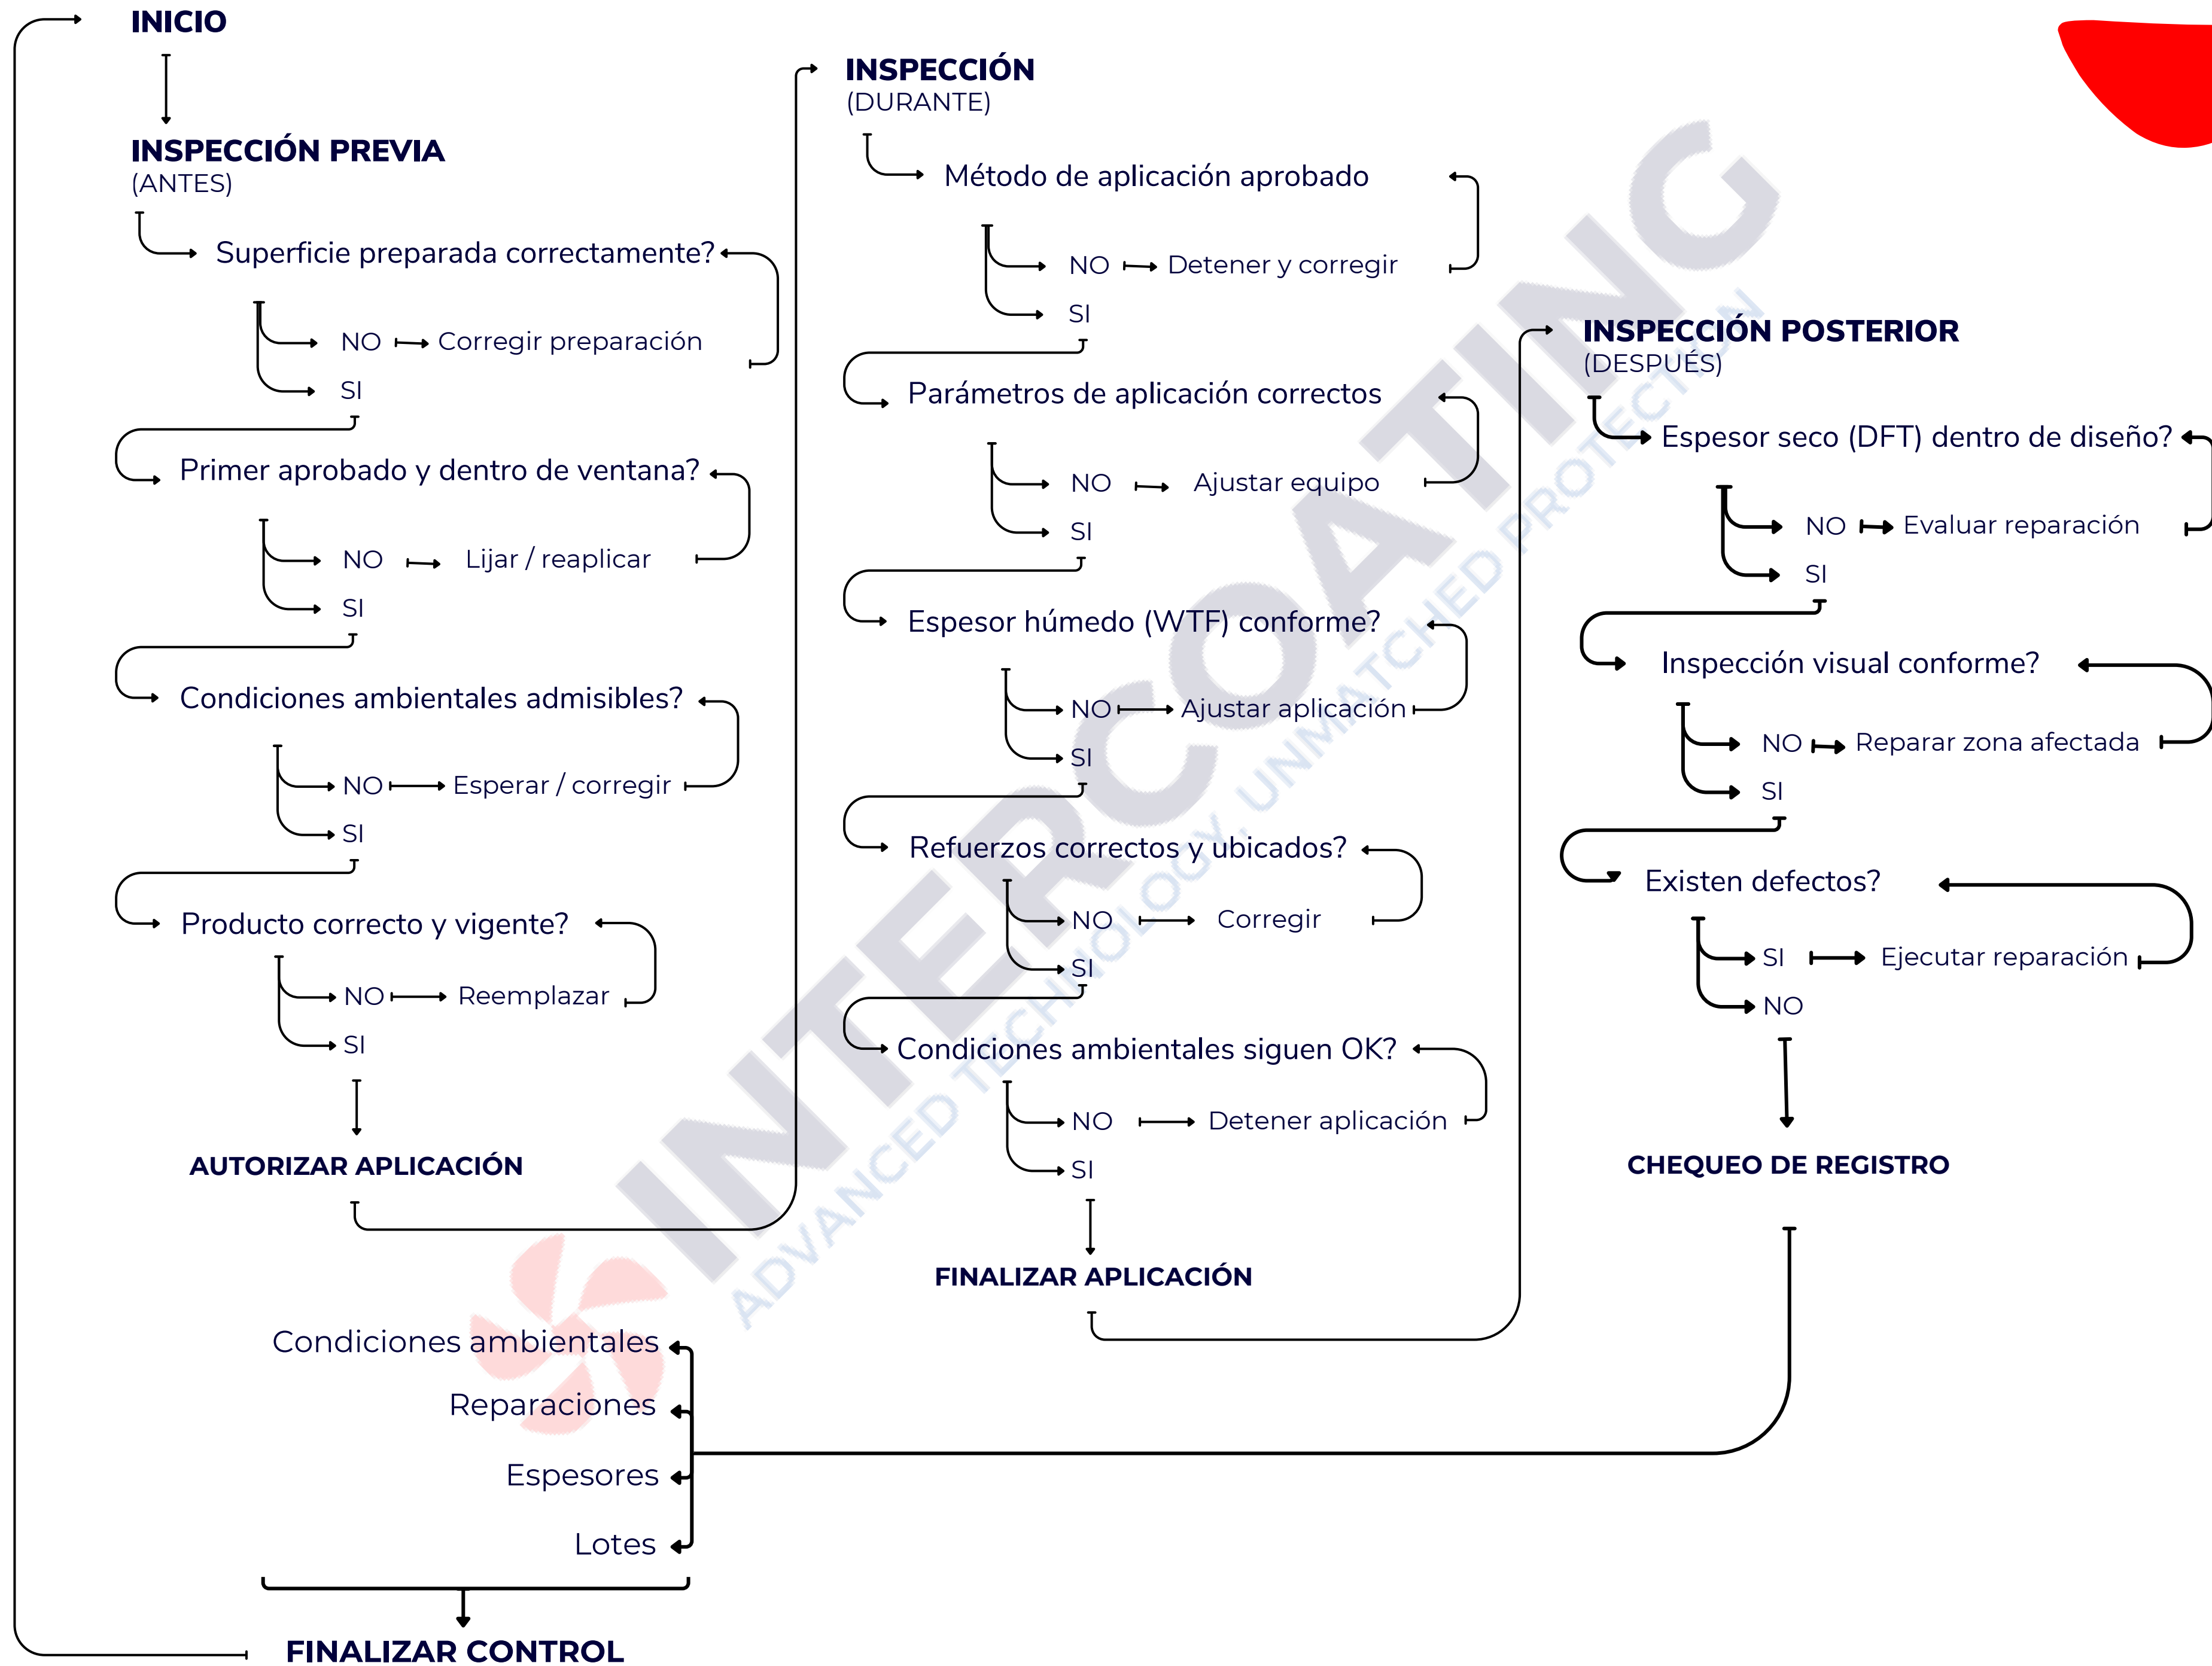 INICIO
INSPECCIÓN PREVIA
(ANTES)
Superficie preparada correctamente?
NO Corregir preparación
SI
Primer aprobado y dentro de ventana?
NO Lijar / reaplicar
SI
Condiciones ambientales admisibles?
NO Esperar / corregir
SI
Producto correcto y vigente?
NO Reemplazar
SI
AUTORIZAR APLICACIÓN
INSPECCIÓN
(DURANTE)
Método de aplicación aprobado
NO Detener y corregir
SI
Parámetros de aplicación correctos
NO Ajustar equipo
SI
Espesor húmedo (WTF) conforme?
NO Ajustar aplicación
SI
Refuerzos correctos y ubicados?
NO Corregir
SI
Condiciones ambientales siguen OK?
NO Detener aplicación
SI
FINALIZAR APLICACIÓN
INSPECCIÓN POSTERIOR
(DESPUÉS)
Espesor seco (DFT) dentro de diseño?
NO Evaluar reparación
SI
Inspección visual conforme?
NO Reparar zona afectada
SI
Existen defectos?
SI Ejecutar reparación
NO
CHEQUEO DE REGISTRO
Condiciones ambientales
Reparaciones
Espesores
Lotes
FINALIZAR CONTROL
INTERCOATING
ADVANCED TECHNOLOGY, UNMATCHED PROTECTION